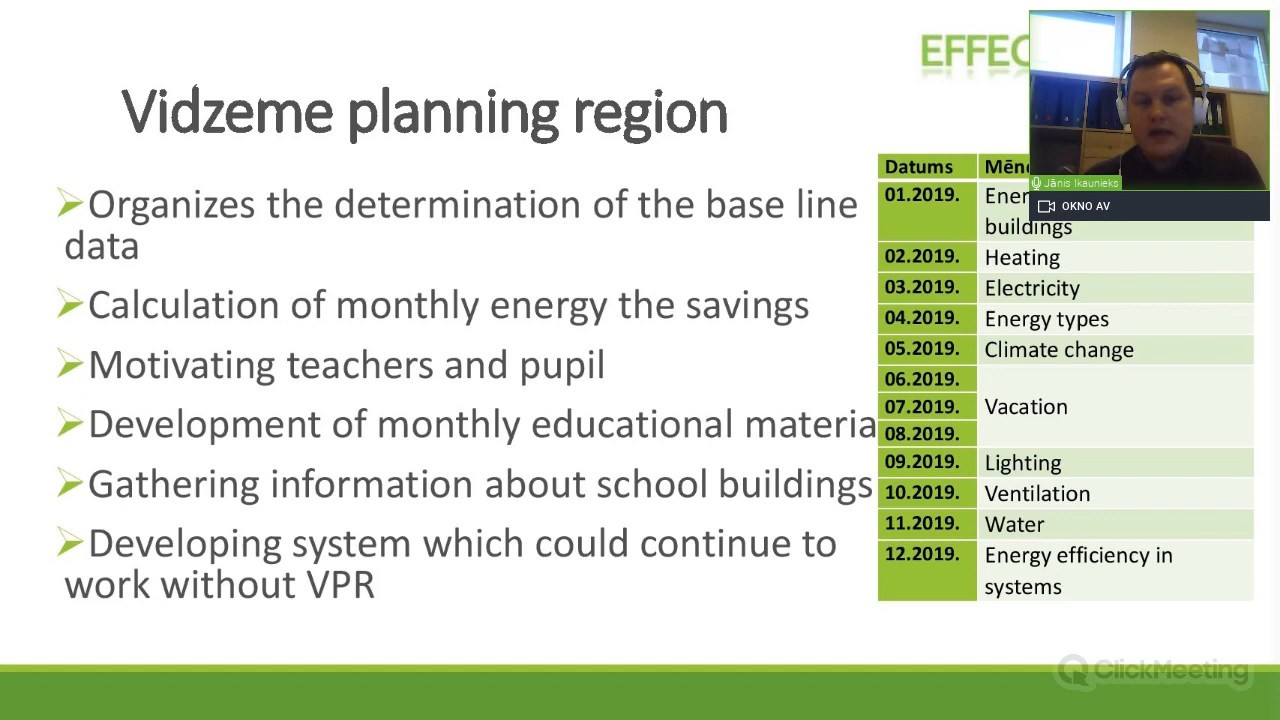 EFFEC
Vidzeme planning region
Organizes the determination of the base line
data
Calculation of monthly energy the savings
Motivating teachers and pupil
Development of monthly educational materia
Gathering information about school buildings
Developing system which could continue to
work without VPR
Datums Mēn
01.2019. Ener
buildings
02.2019. Heating
03.2019. Electricity
04.2019. Energy types
05.2019. Climate change
06.2019.
07.2019. Vacation
08.2019.
09.2019. Lighting
10.2019. Ventilation
11.2019. Water
12.2019. Energy efficiency in
systems
Jānis Ikaunieks
OKNO AV
ClickMeeting